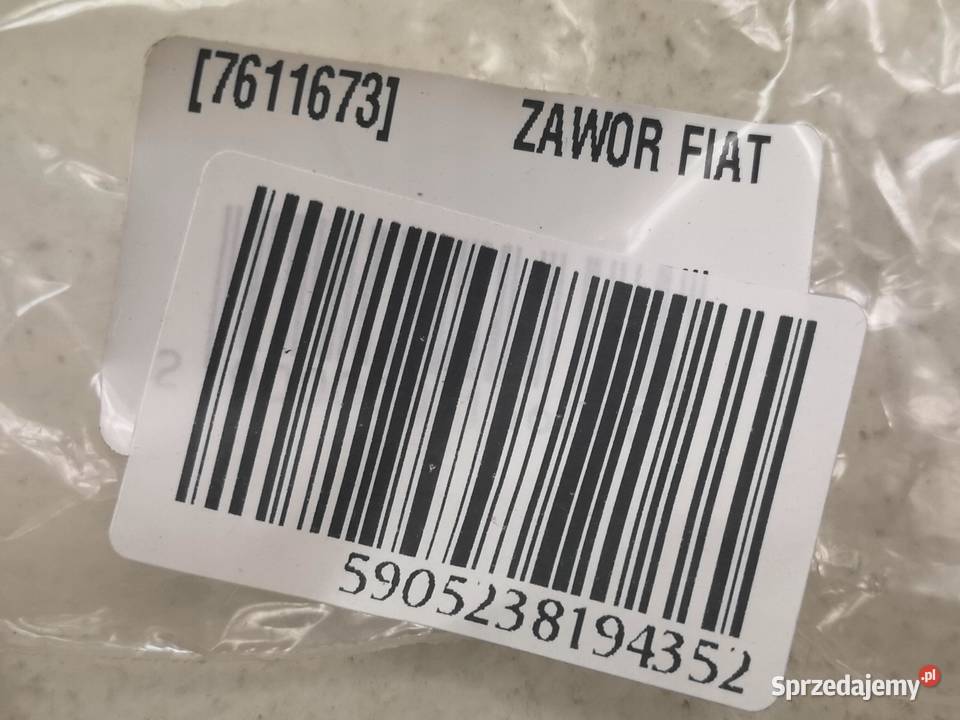 [7611673]
ZAWOR FIAT
5905238194352
Sprzedajemy.pl